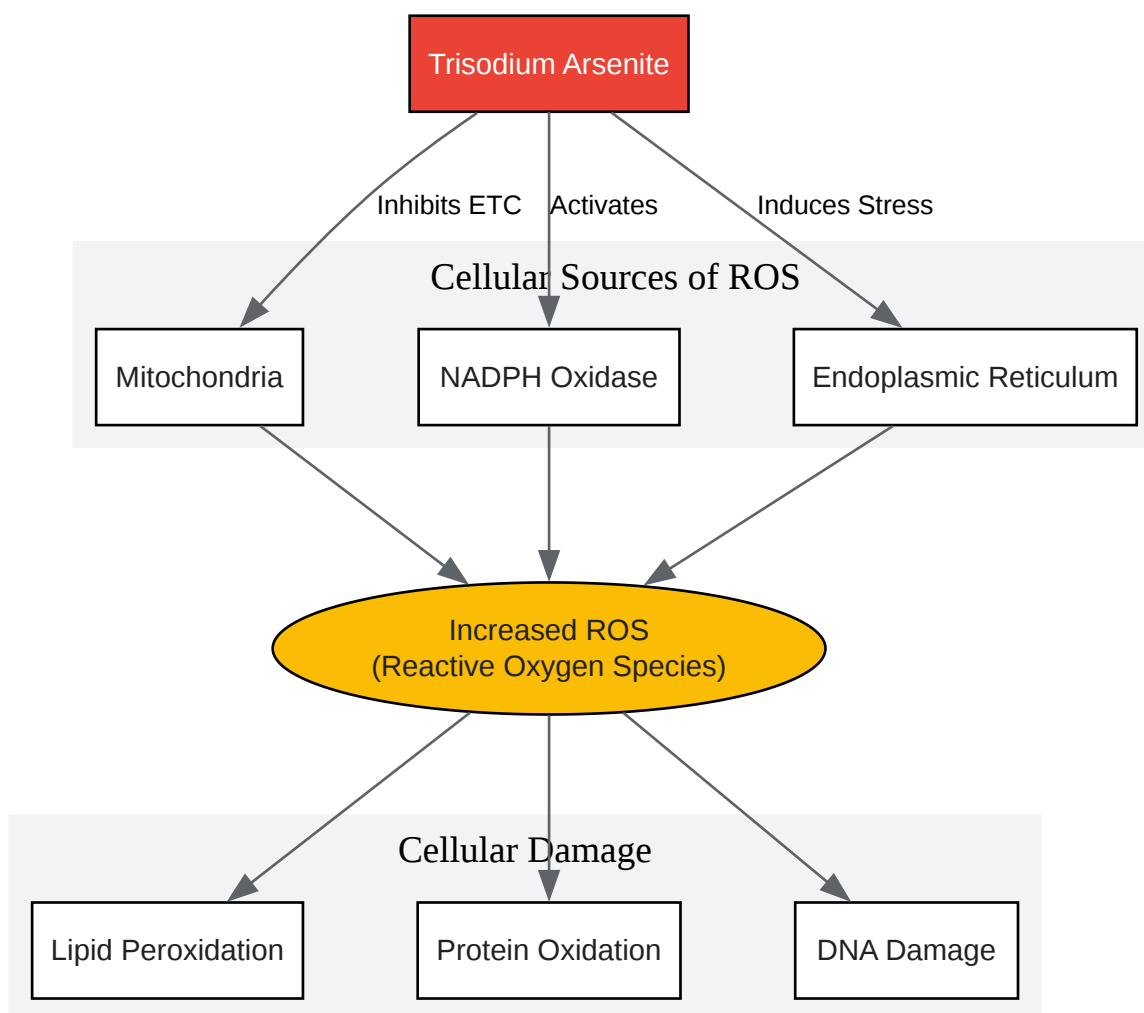 Trisodium Arsenite
Inhibits ETC
Activates
Induces Stress
Cellular Sources of ROS
Mitochondria
NADPH Oxidase
Endoplasmic Reticulum
Increased ROS
(Reactive Oxygen Species)
Cellular Damage
Lipid Peroxidation
Protein Oxidation
DNA Damage